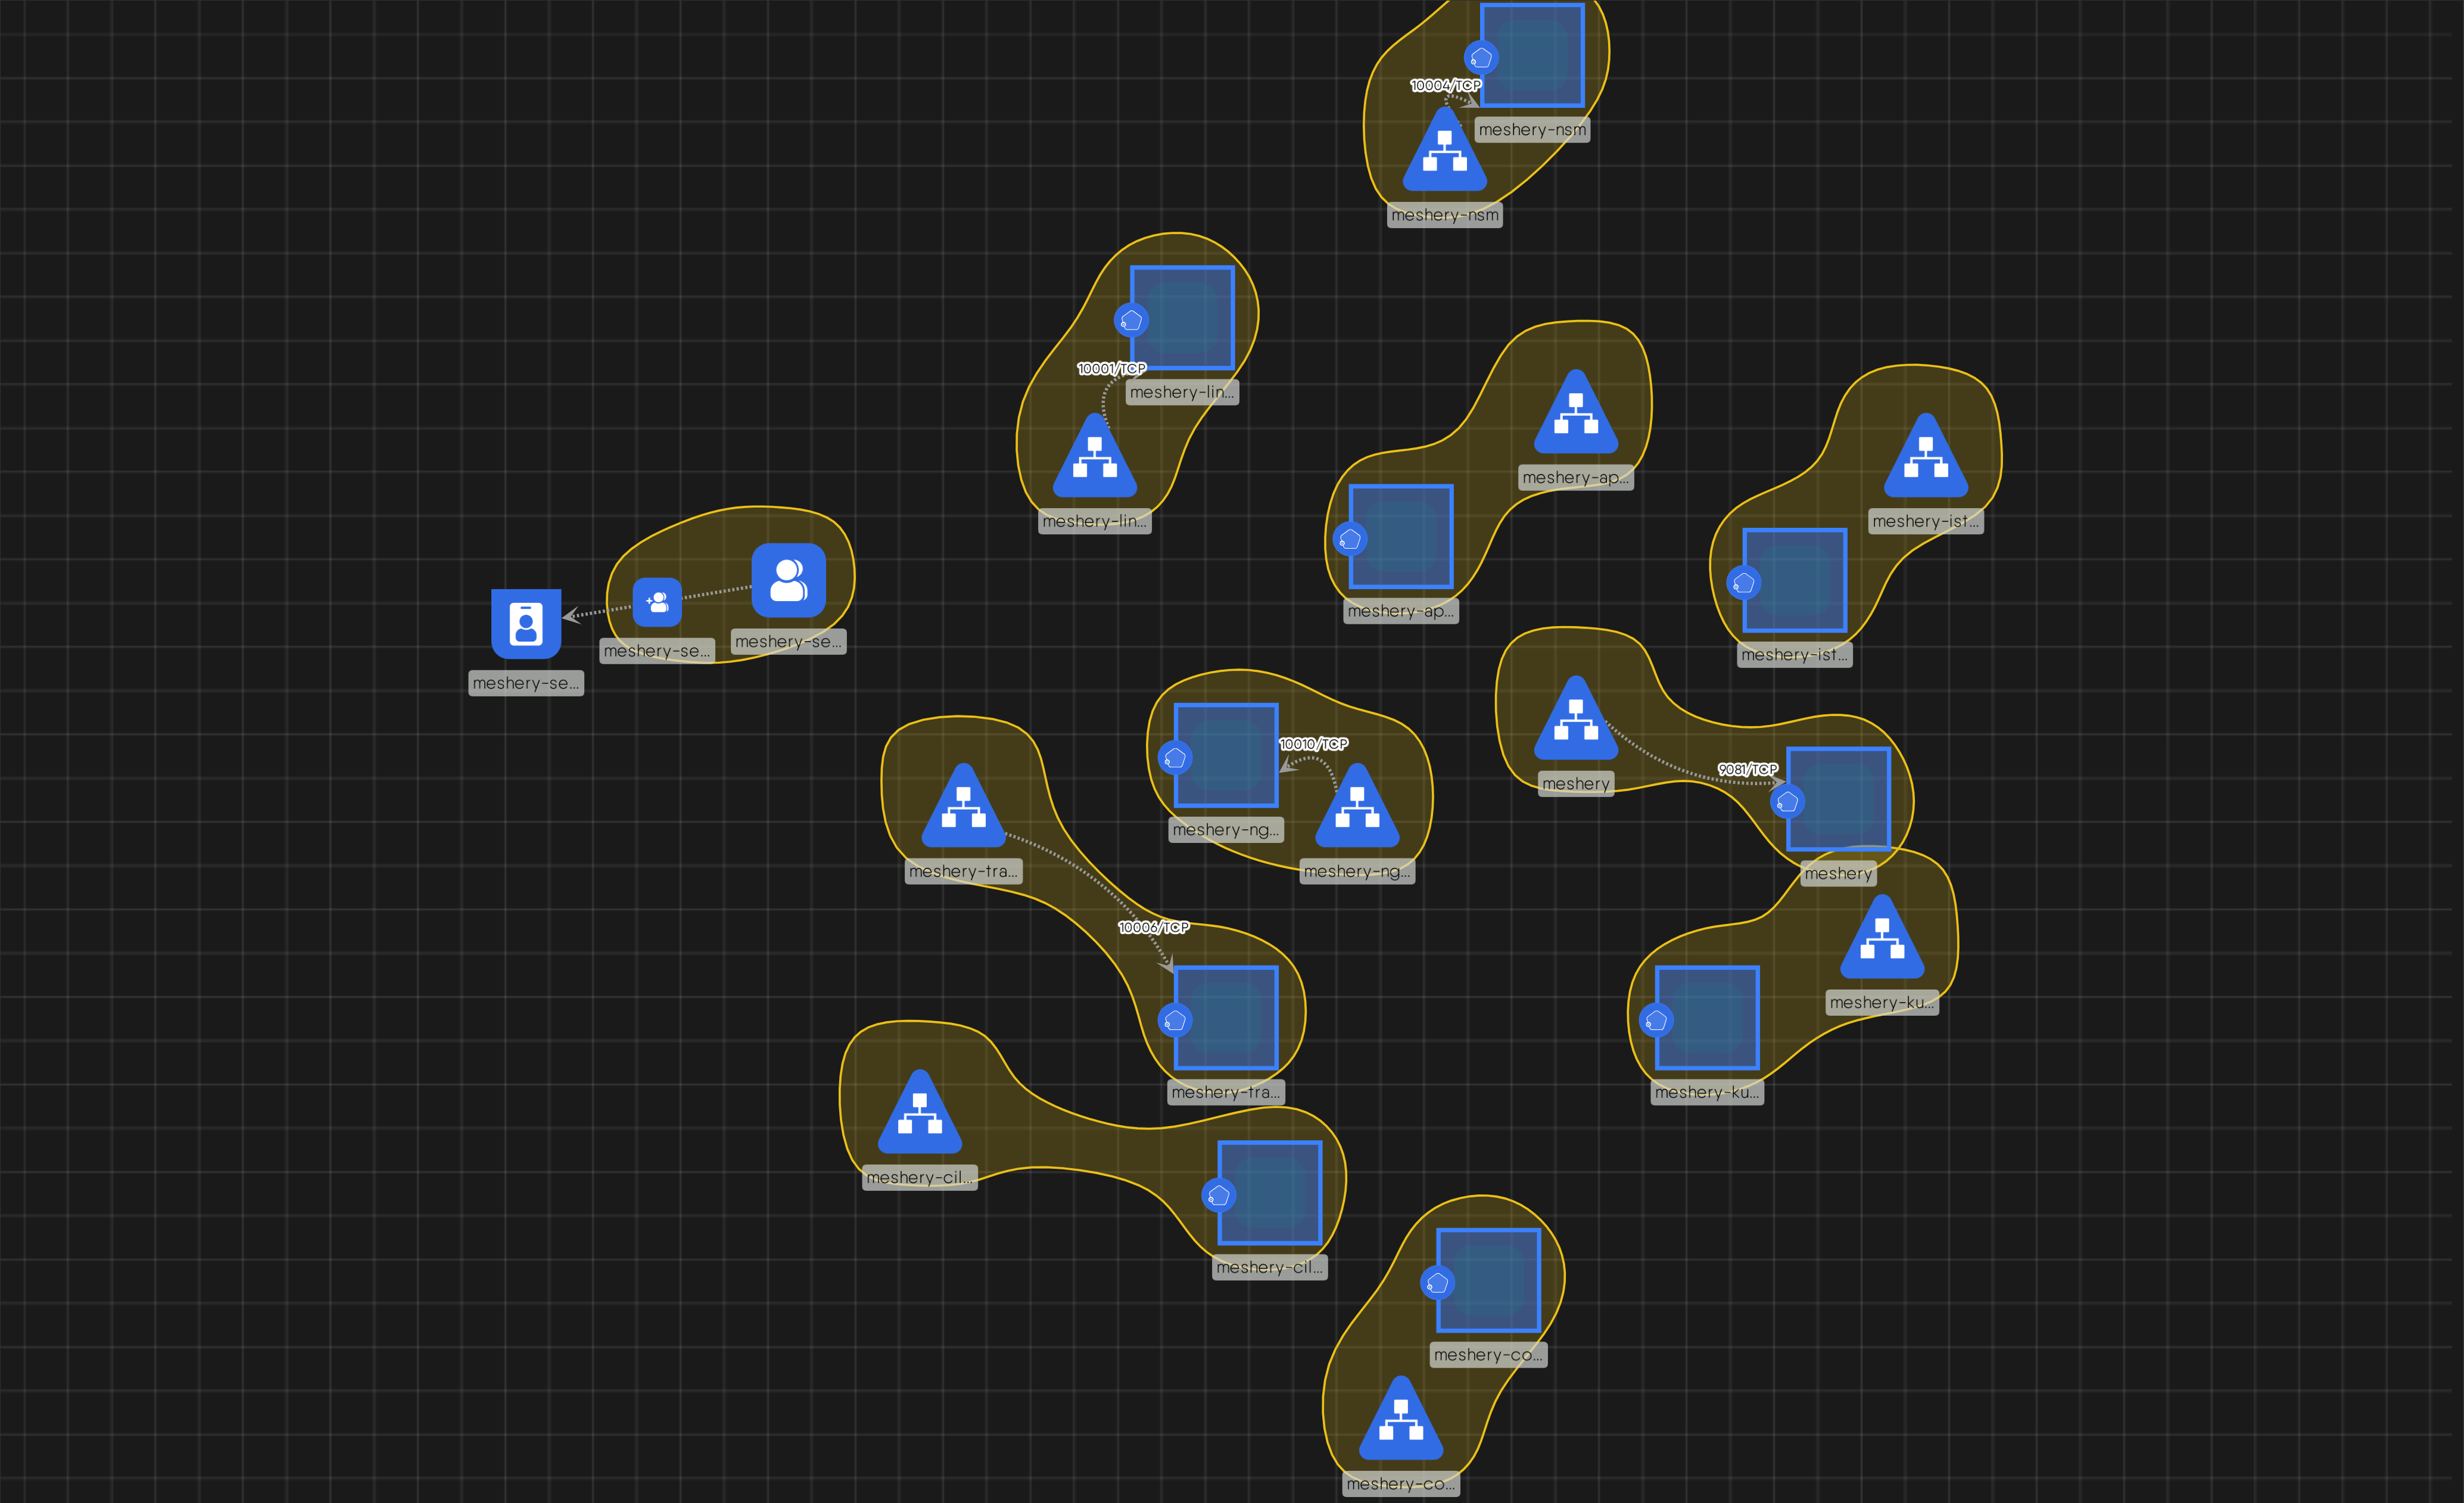 10004/TCP
meshery-nsm
meshery-nsm
10001/TCP
meshery-lin...
meshery-lin...
meshery-ap...
meshery-ap...
meshery-ist...
meshery-ist...
meshery-se...
meshery-se...
meshery-se...
meshery
9081/TCP
meshery
10010/TCP
meshery-ng...
meshery-ng...
meshery-tra...
10006/TCP
meshery-tra...
meshery-ku...
meshery-ku...
meshery-cil...
meshery-cil...
meshery-co...
meshery-co...